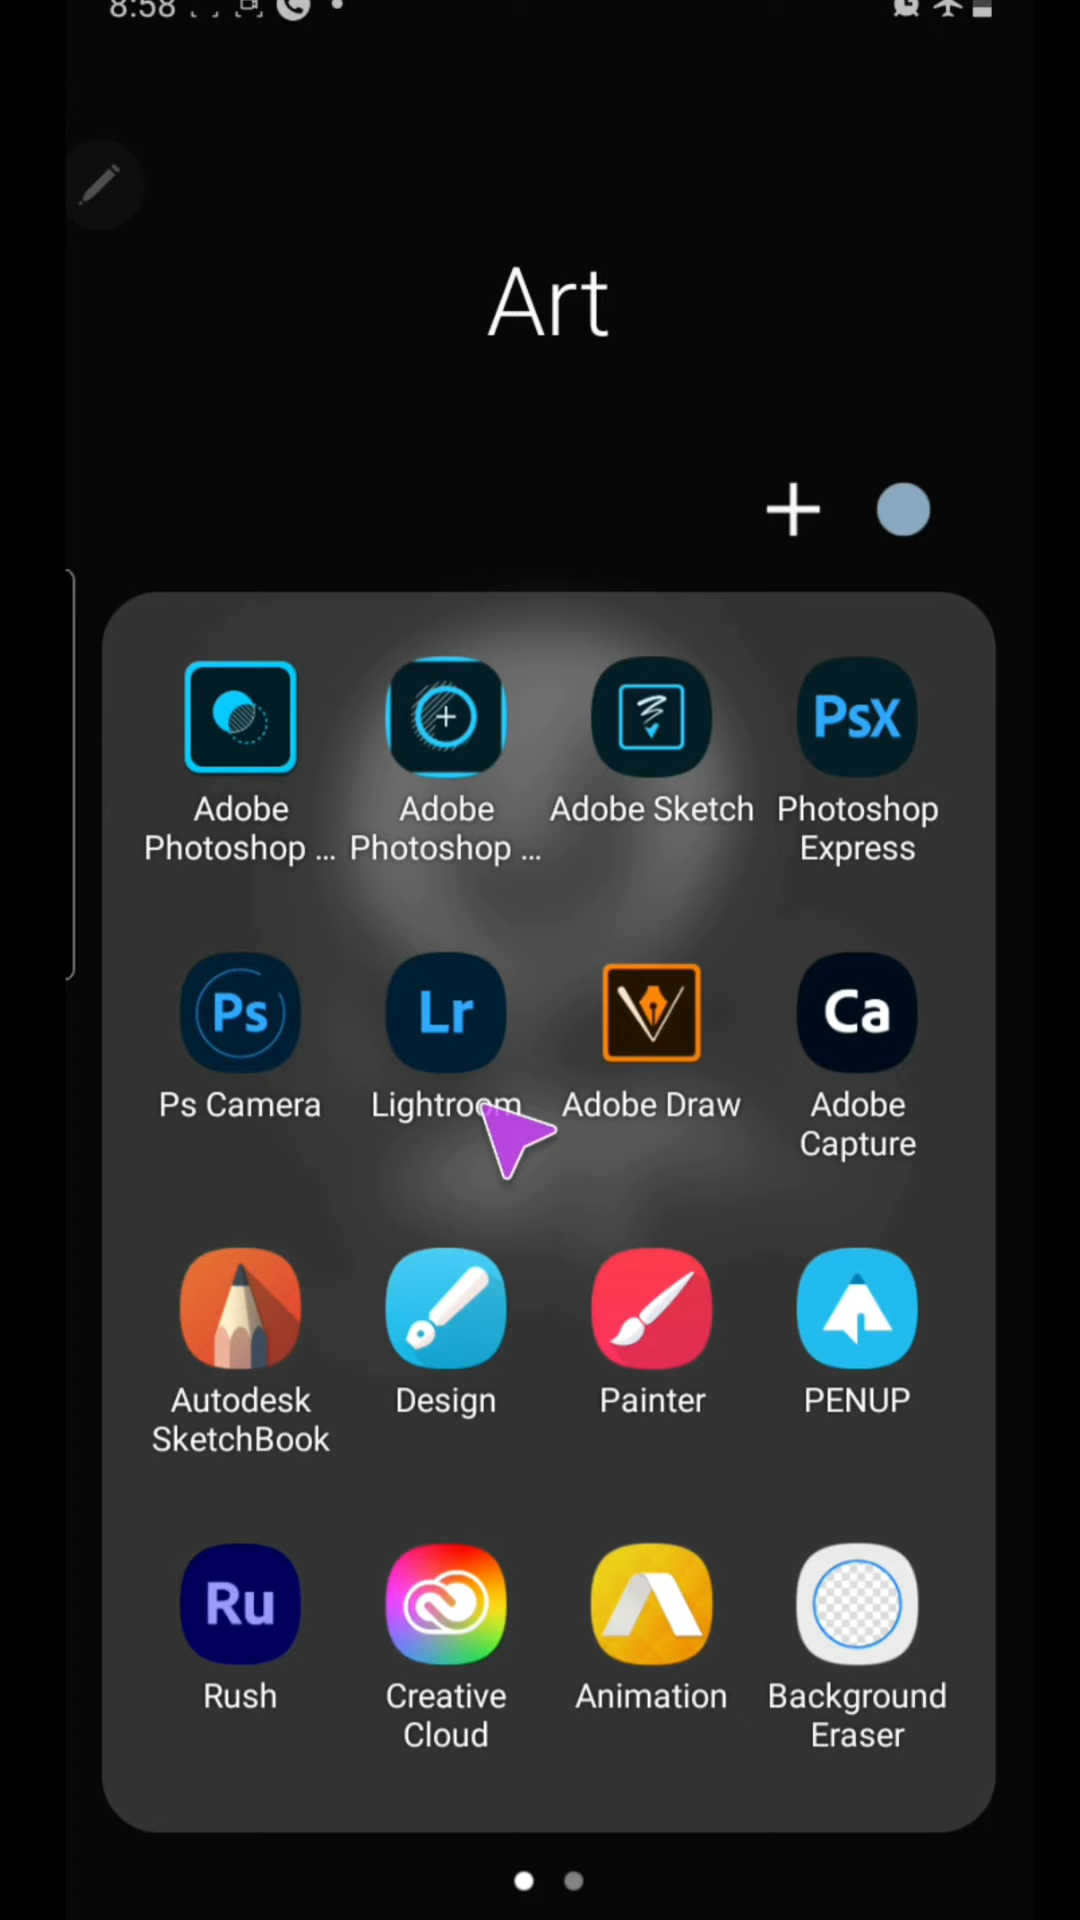 8:58
Art
Adobe
Photoshop ...
Adobe
Photoshop ...
Adobe Sketch
PsX
Photoshop
Express
Ps
Ps Camera
Lr
Lightroom
Adobe Draw
Ca
Adobe
Capture
Autodesk
SketchBook
Design
Painter
PENUP
Ru
Rush
Creative
Cloud
Animation
Background
Eraser